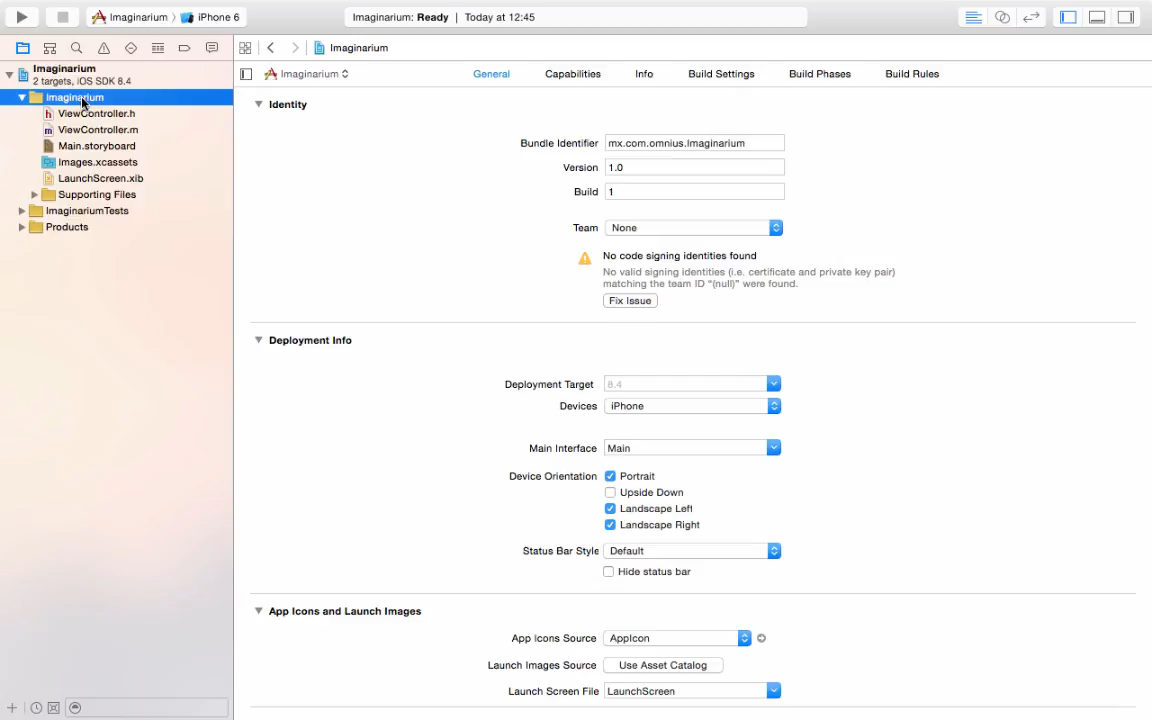 Imaginarium
iPhone 6
Imaginarium: Ready | Today at 12:45
Imaginarium
Imaginarium
2 targets, iOS SDK 8.4
Imaginarium
ViewController.h
ViewController.m
Main.storyboard
Images.xcassets
LaunchScreen.xib
Supporting Files
ImaginariumTests
Products
Imaginarium
General
Capabilities
Info
Build Settings
Build Phases
Build Rules
Identity
Bundle Identifier mx.com.omnius.Imaginarium
Version 1.0
Build 1
Team None
No code signing identities found
No valid signing identities (i.e. certificate and private key pair)
matching the team ID "(null)" were found.
Fix Issue
Deployment Info
Deployment Target 8.4
Devices iPhone
Main Interface Main
Device Orientation Portrait
Upside Down
Landscape Left
Landscape Right
Status Bar Style Default
Hide status bar
App Icons and Launch Images
App Icons Source AppIcon
Launch Images Source Use Asset Catalog
Launch Screen File LaunchScreen